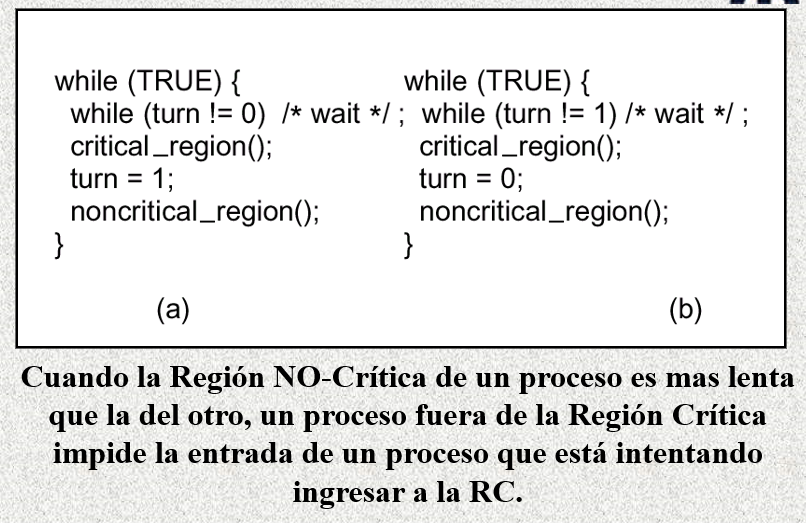 while (TRUE) { while (TRUE) {
while (turn != 0) /* wait */ ; while (turn != 1) /* wait */ ;
critical_region(); critical_region();
turn = 1; turn = 0;
noncritical_region(); noncritical_region();
} }
(a) (b)
Cuando la Región NO-Crítica de un proceso es mas lenta
que la del otro, un proceso fuera de la Región Crítica
impide la entrada de un proceso que está intentando
ingresar a la RC.